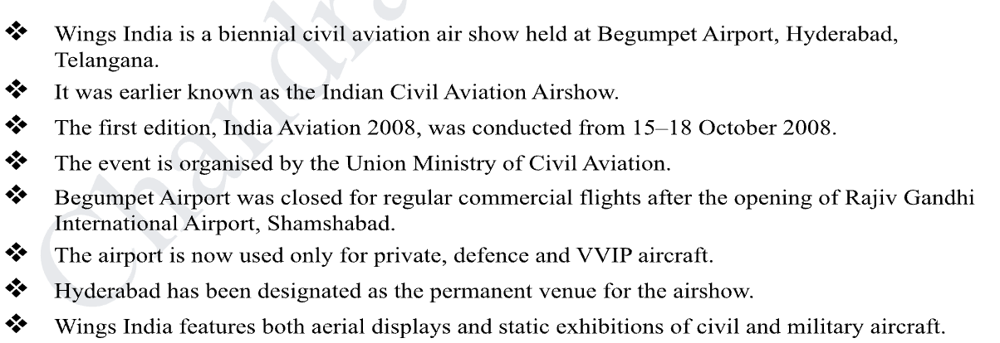 ❖ Wings India is a biennial civil aviation air show held at Begumpet Airport, Hyderabad,
Telangana.
❖ It was earlier known as the Indian Civil Aviation Airshow.
❖ The first edition, India Aviation 2008, was conducted from 15–18 October 2008.
❖ The event is organised by the Union Ministry of Civil Aviation.
❖ Begumpet Airport was closed for regular commercial flights after the opening of Rajiv Gandhi
International Airport, Shamshabad.
❖ The airport is now used only for private, defence and VVIP aircraft.
❖ Hyderabad has been designated as the permanent venue for the airshow.
❖ Wings India features both aerial displays and static exhibitions of civil and military aircraft.
Chandra